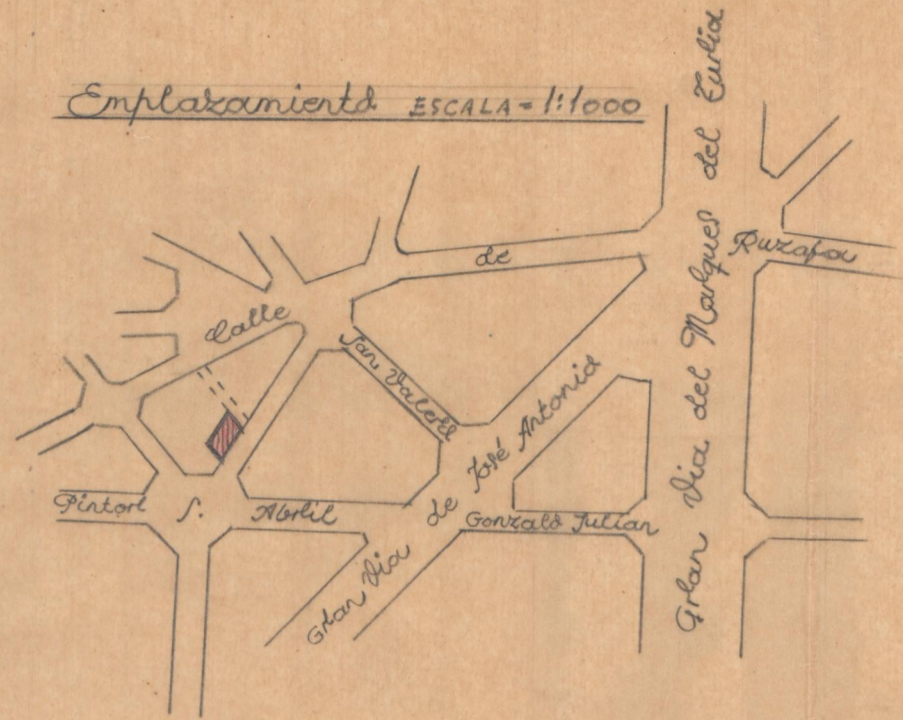 Emplazamiento ESCALA = 1:1000
Calle de Ruzafa
San Valero
Gran Via del Marques del Turia
Gran Via de José Antonio
Pintor S. Abril
Gonzalo Julian